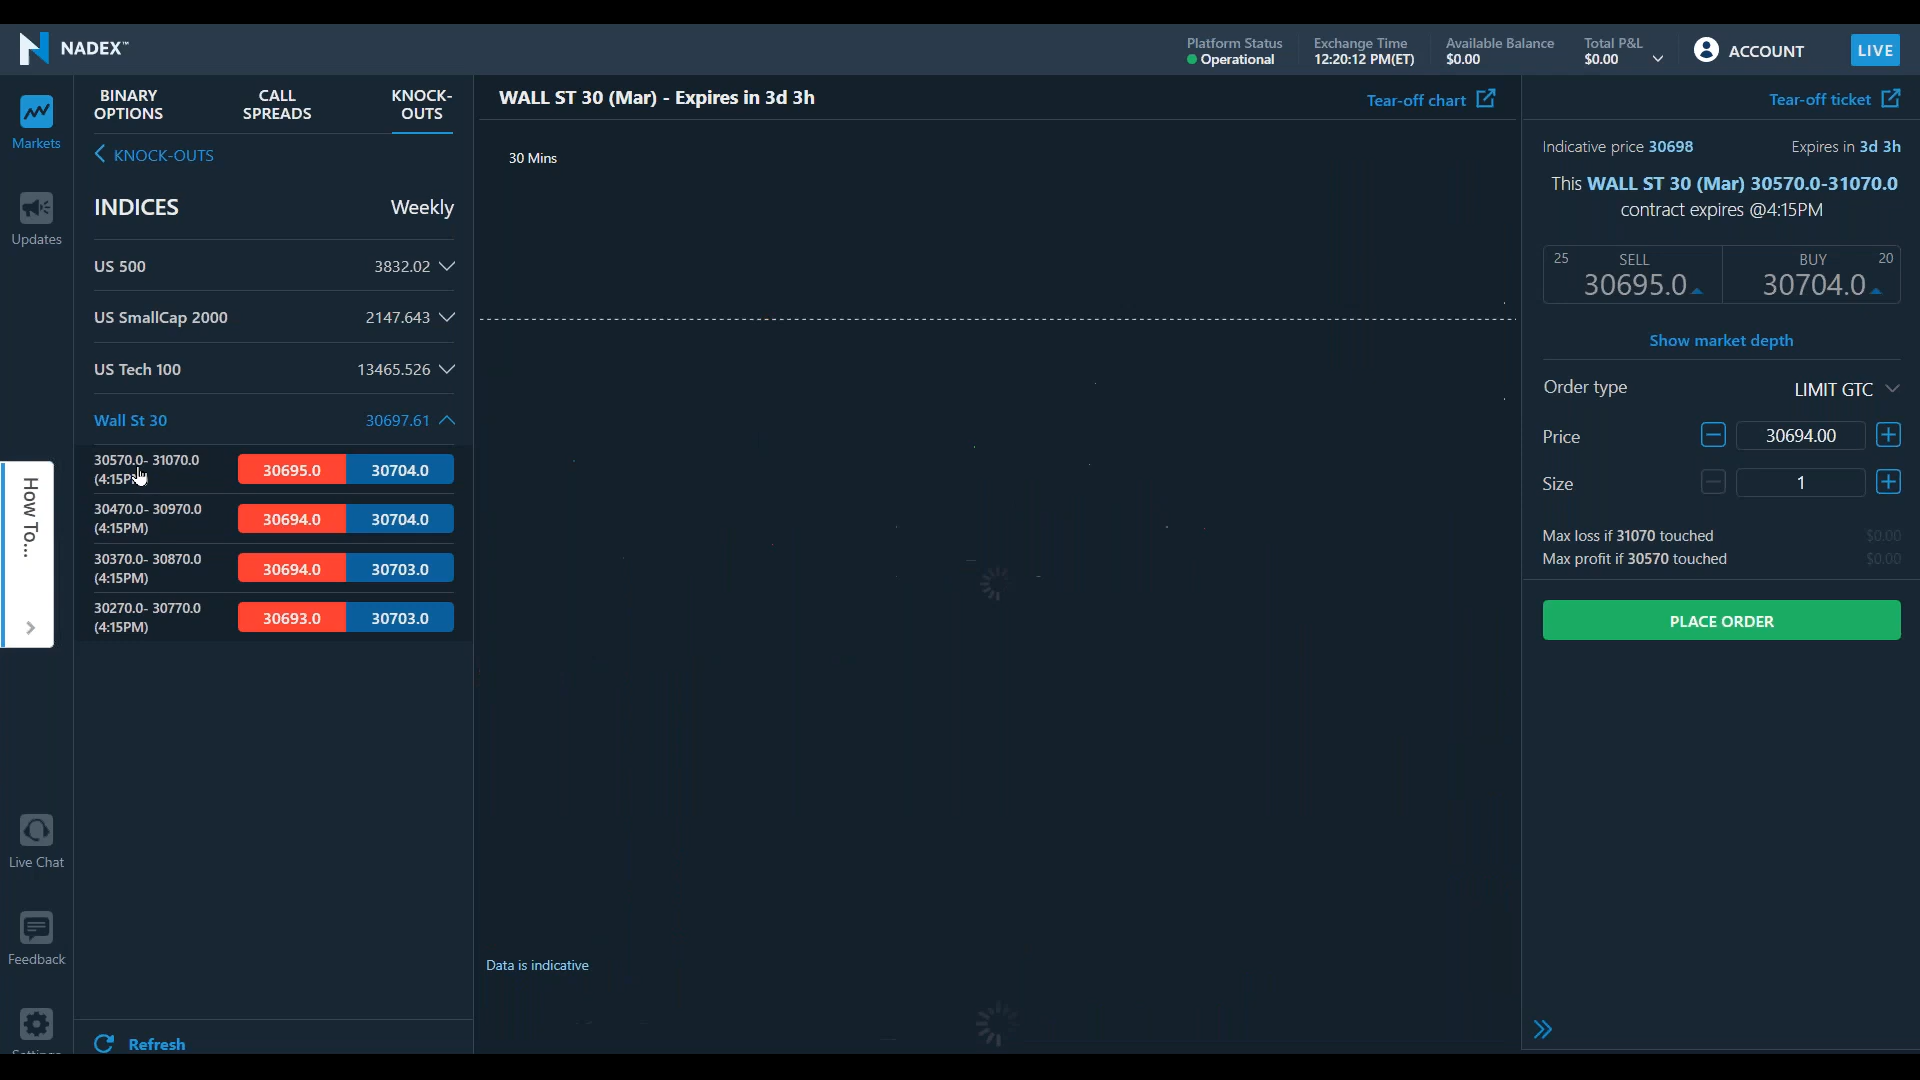 NADEX™
Platform Status
Operational
Exchange Time
12:20:12 PM(ET)
Available Balance
$0.00
Total P&L
$0.00
ACCOUNT
LIVE
Markets
Updates
How To...
Live Chat
Feedback
BINARY
OPTIONS
CALL
SPREADS
KNOCK-
OUTS
KNOCK-OUTS
INDICES Weekly
US 500 3832.02
US SmallCap 2000 2147.643
US Tech 100 13465.526
Wall St 30 30697.61
30570.0- 31070.0
30695.0 30704.0
30470.0- 30970.0
(4:15PM)
30694.0 30704.0
30370.0- 30870.0
(4:15PM)
30694.0 30703.0
30270.0- 30770.0
(4:15PM)
30693.0 30703.0
Refresh
WALL ST 30 (Mar) - Expires in 3d 3h
Tear-off chart
30 Mins
Data is indicative
Tear-off ticket
Indicative price 30698 Expires in 3d 3h
This WALL ST 30 (Mar) 30570.0-31070.0
contract expires @4:15PM
25 SELL
30695.0
BUY 20
30704.0
Show market depth
Order type LIMIT GTC
Price 30694.00
Size 1
Max loss if 31070 touched $0.00
Max profit if 30570 touched $0.00
PLACE ORDER